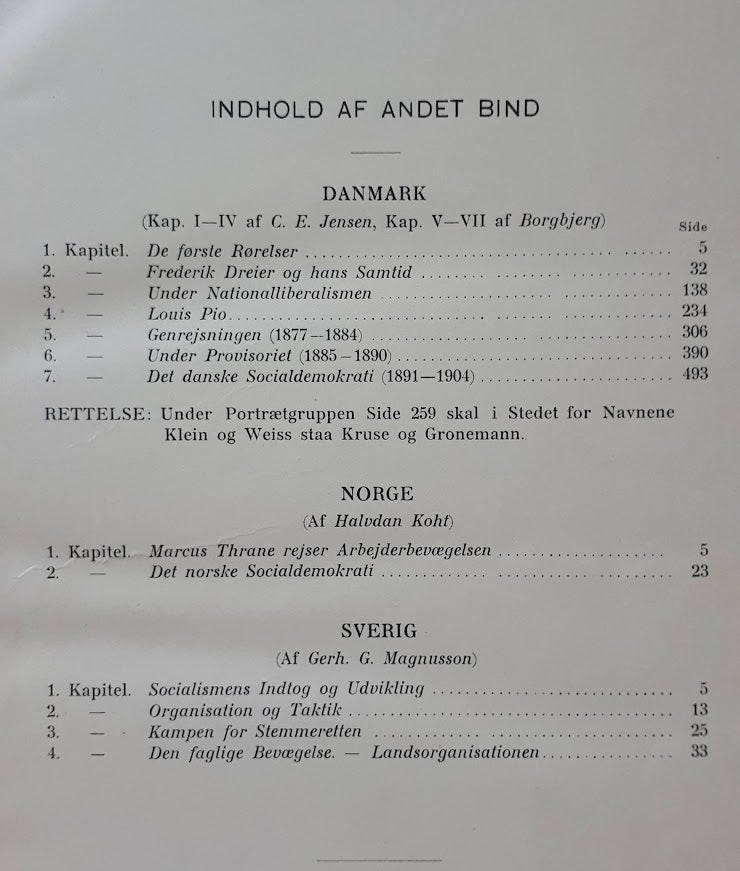 INDHOLD AF ANDET BIND
DANMARK
(Kap. I—IV af C. E. Jensen, Kap. V—VII af Borgbjerg)
Side
1. Kapitel. De første Rørelser 5
2. — Frederik Dreier og hans Samtid 32
3. — Under Nationalliberalismen 138
4. — Louis Pio 234
5. — Genrejsningen (1877—1884) 306
6. — Under Provisoriet (1885—1890) 390
7. — Det danske Socialdemokrati (1891—1904) 493
RETTELSE: Under Portrætgruppen Side 259 skal i Stedet for Navnene
Klein og Weiss staa Kruse og Gronemann.
NORGE
(Af Halvdan Koht)
1. Kapitel. Marcus Thrane rejser Arbejderbevægelsen 5
2. — Det norske Socialdemokrati 23
SVERIG
(Af Gerh. G. Magnusson)
1. Kapitel. Socialismens Indtog og Udvikling 5
2. — Organisation og Taktik 13
3. — Kampen for Stemmeretten 25
4. — Den faglige Bevægelse. — Landsorganisationen 33